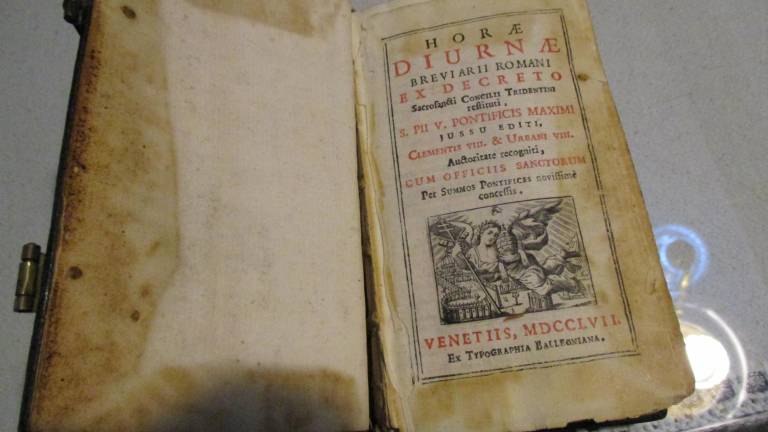 HORÆ
DIURNÆ
BREVIARII ROMANI
EX DECRETO
Sacrosancti CONCILII TRIDENTINI
restituti,
S. PII V. PONTIFICIS MAXIMI
JUSSU EDITI,
CLEMENTIS VIII. & URBANI VIII.
Auctoritate recogniti,
CUM OFFICIIS SANCTORUM
Per SUMMOS PONTIFICES novissimè
concessis.
VENETIIS, MDCCLVII.
EX TYPOGRAPHIA BALLEONIANA.